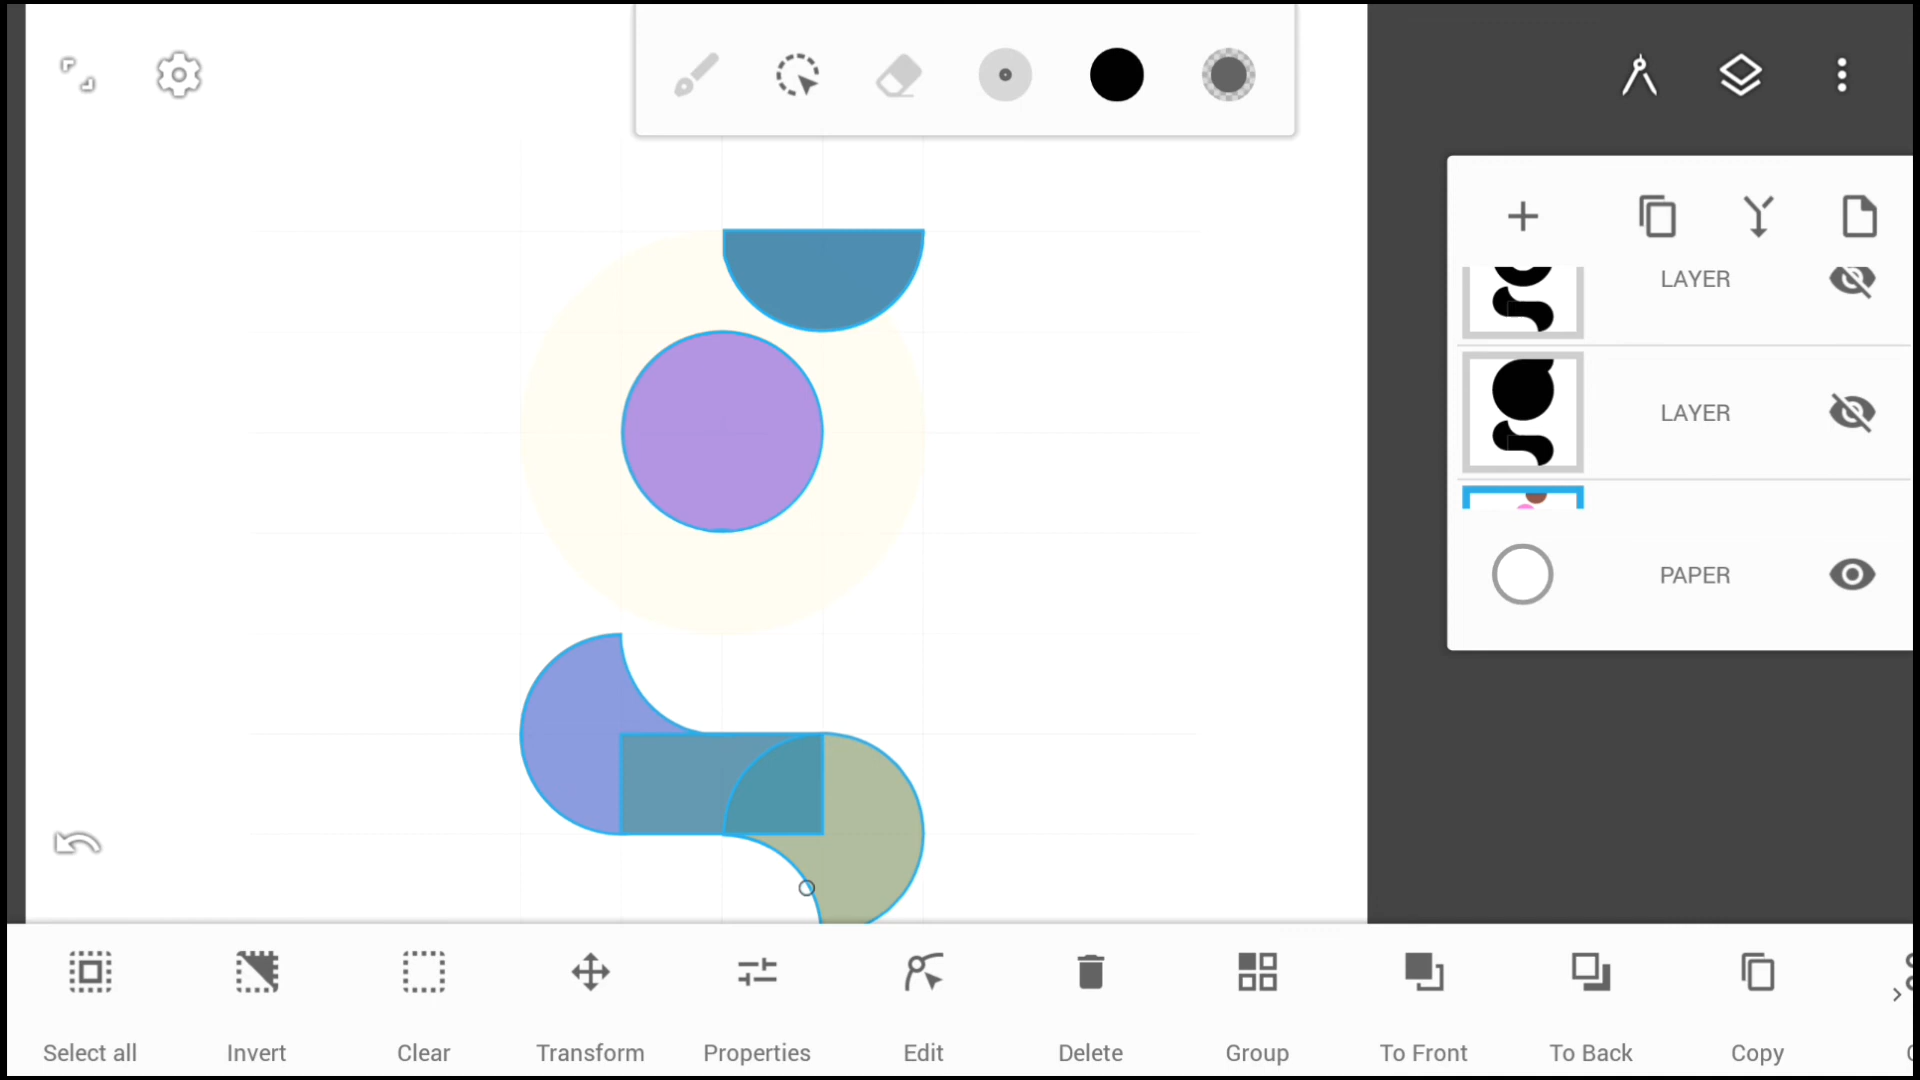 LAYER
LAYER
PAPER
Select all
Invert
Clear
Transform
Properties
Edit
Delete
Group
To Front
To Back
Copy